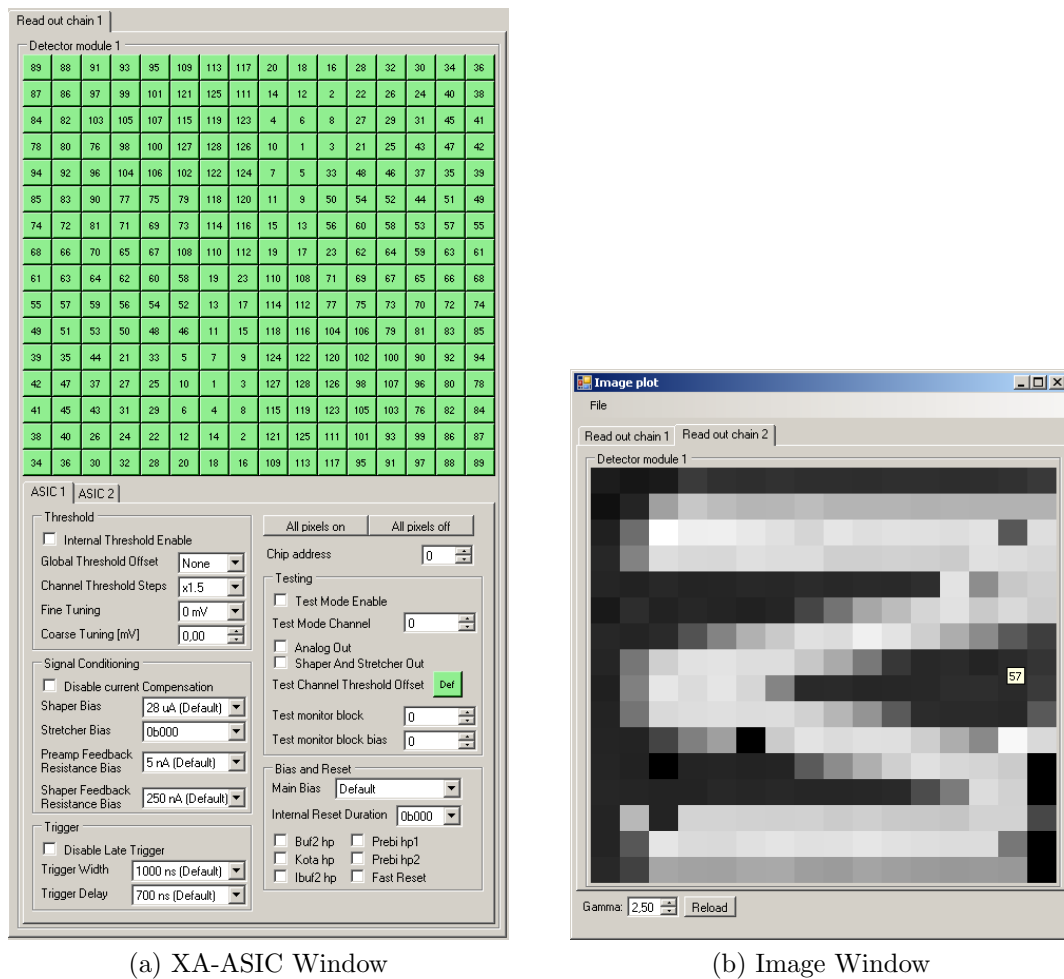 Read out chain 1
Detector module 1
89 88 91 93 95 109 113 117 20 18 16 28 32 30 34 36
87 86 97 99 101 121 125 111 14 12 2 22 26 24 40 38
84 82 103 105 107 115 119 123 4 6 8 27 29 31 45 41
78 80 76 98 100 127 128 126 10 1 3 21 25 43 47 42
94 92 96 104 106 102 122 124 7 5 33 48 46 37 35 39
85 83 90 77 75 79 118 120 11 9 50 54 52 44 51 49
74 72 81 71 69 73 114 116 15 13 56 60 58 53 57 55
68 66 70 65 67 108 110 112 19 17 23 62 64 59 63 61
61 63 64 62 60 58 19 23 110 108 71 69 67 65 66 68
55 57 59 56 54 52 13 17 114 112 77 75 73 70 72 74
49 51 53 50 48 46 11 15 118 116 104 106 79 81 83 85
39 35 44 21 33 5 7 9 124 122 120 102 100 90 92 94
42 47 37 27 25 10 1 3 127 128 126 98 107 96 80 78
41 45 43 31 29 6 4 8 115 119 123 105 103 76 82 84
38 40 26 24 22 12 14 2 121 125 111 101 93 99 86 87
34 36 30 32 28 20 18 16 109 113 117 95 91 97 88 89
ASIC 1 ASIC 2
Threshold
Internal Threshold Enable
Global Threshold Offset None
Channel Threshold Steps x1.5
Fine Tuning 0 mV
Coarse Tuning [mV] 0,00
Signal Conditioning
Disable current Compensation
Shaper Bias 28 uA (Default)
Stretcher Bias 0b000
Preamp Feedback
Resistance Bias 5 nA (Default)
Shaper Feedback
Resistance Bias 250 nA (Default)
Trigger
Disable Late Trigger
Trigger Width 1000 ns (Default)
Trigger Delay 700 ns (Default)
All pixels on All pixels off
Chip address 0
Testing
Test Mode Enable
Test Mode Channel 0
Analog Out
Shaper And Stretcher Out
Test Channel Threshold Offset Def
Test monitor block 0
Test monitor block bias 0
Bias and Reset
Main Bias Default
Internal Reset Duration 0b000
Buf2 hp Prebi hp1
Kota hp Prebi hp2
Ibuf2 hp Fast Reset
(a) XA-ASIC Window
Image plot
File
Read out chain 1 Read out chain 2
Detector module 1
57
Gamma: 2,50 Reload
(b) Image Window